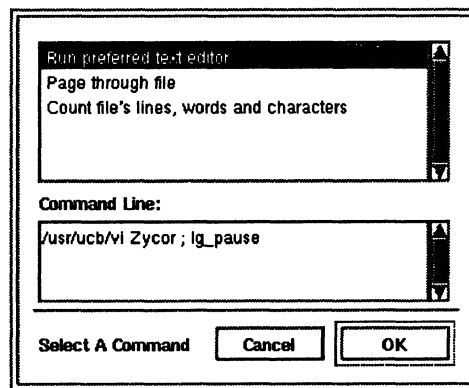 Run preferred text editor
Page through file
Count file's lines, words and characters
Command Line:
/usr/ucb/vi Zycor ; lg_pause
Select A Command Cancel OK